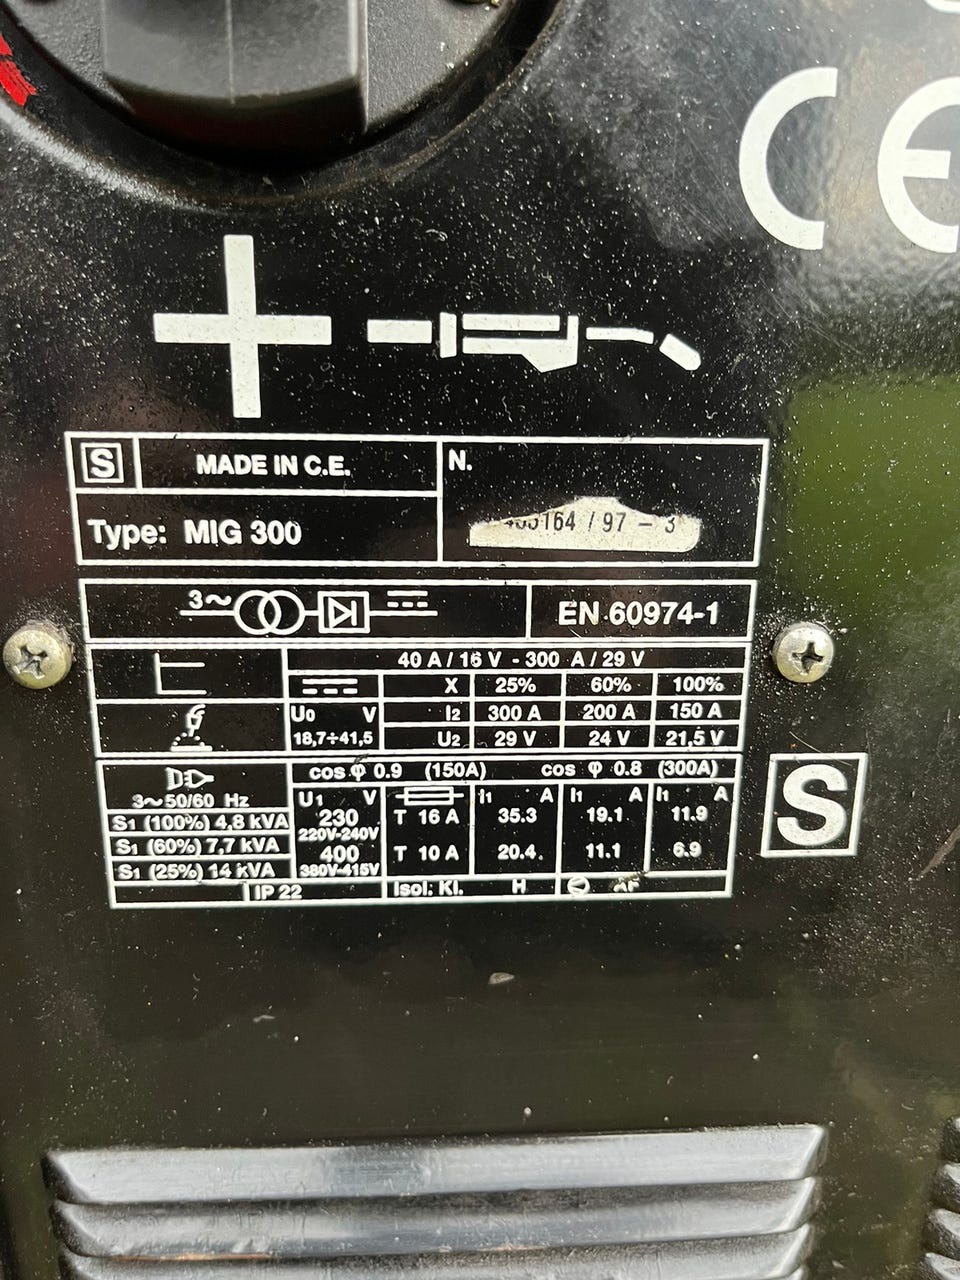 CE
S MADE IN C.E. N.
164 / 97 - 3
Type: MIG 300
3~ EN 60974-1
40 A / 16 V - 300 A / 29 V
X 25% 60% 100%
U0 V I2 300 A 200 A 150 A
18,7÷41,5 U2 29 V 24 V 21,5 V
cos φ 0.9 (150A) cos φ 0.8 (300A)
3~50/60 Hz U1 V I1 A I1 A I1 A
S1 (100%) 4,8 kVA 230 T 16 A 35.3 19.1 11.9
220V-240V
S1 (60%) 7,7 kVA 400 T 10 A 20.4 11.1 6.9
S1 (25%) 14 kVA 380V-415V
IP 22 Isol. Kl. H AF
S